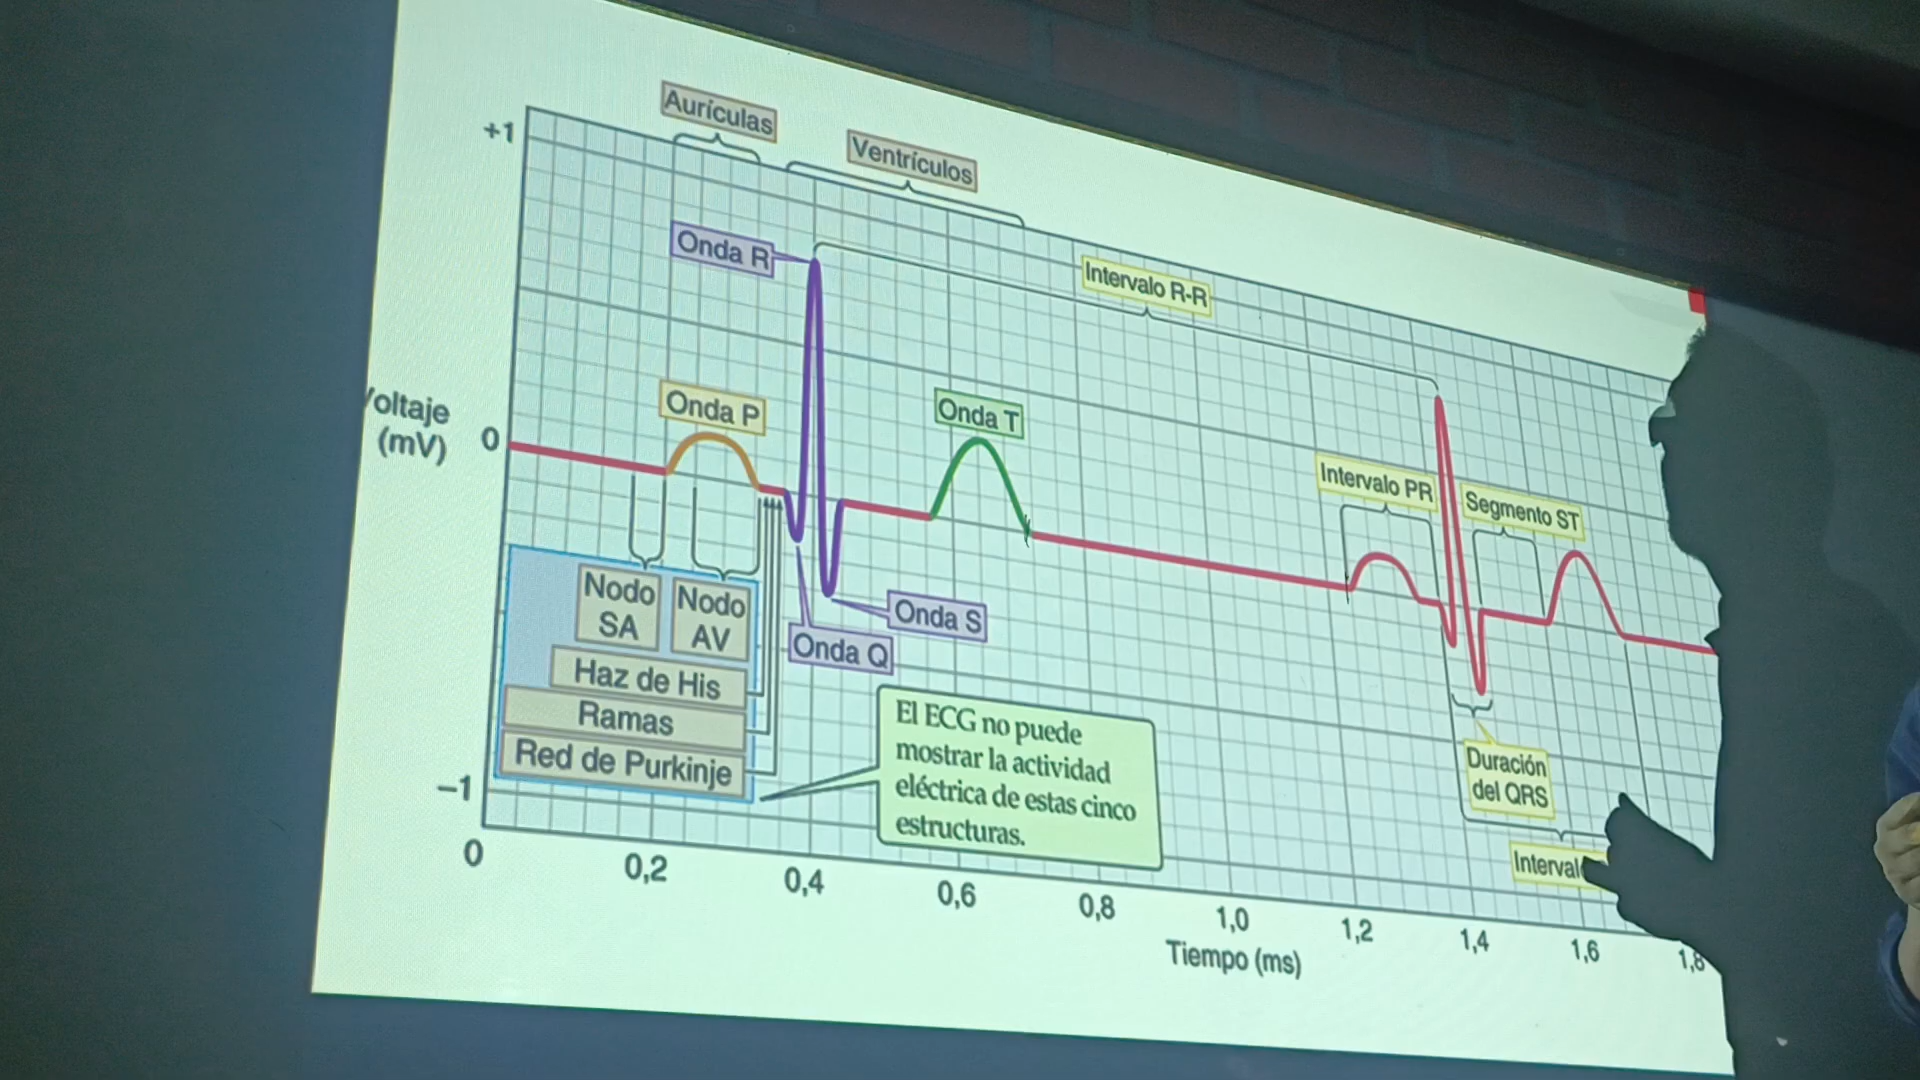 Aurículas
Ventrículos
+1
Onda R
Intervalo R-R
Onda P
Onda T
(mV)
0
Intervalo PR
Segmento ST
Nodo
SA
Nodo
AV
Onda S
Onda Q
Haz de His
Ramas
Red de Purkinje
El ECG no puede
mostrar la actividad
eléctrica de estas cinco
estructuras.
Duración
del QRS
−1
0
0,2
0,4
0,6
0,8
1,0
1,2
1,4
1,6
1,8
Tiempo (ms)